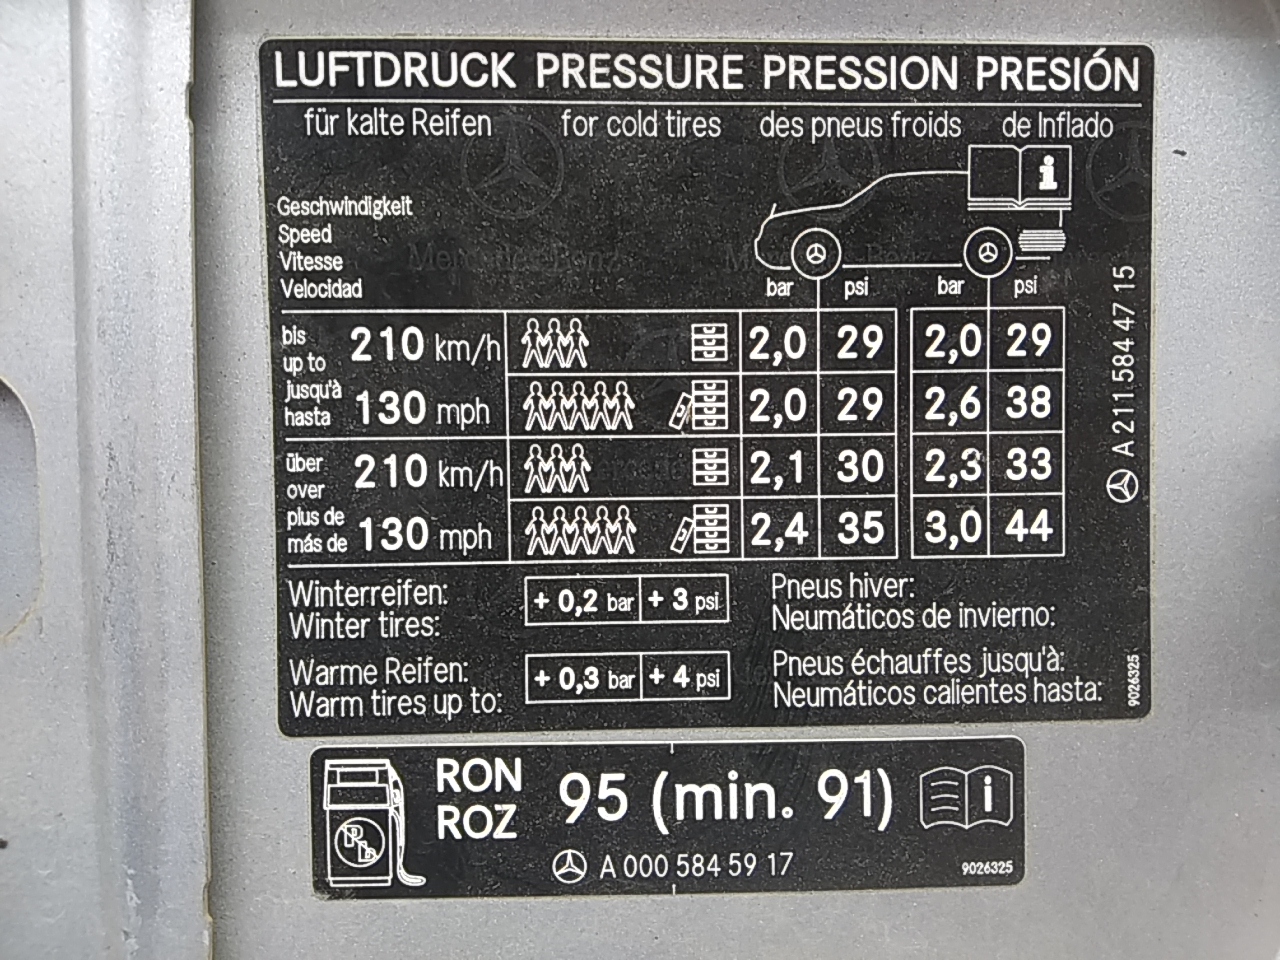 LUFTDRUCK PRESSURE PRESSION PRESIÓN
für kalte Reifen for cold tires des pneus froids de Inflado
i
Geschwindigkeit
Speed
Vitesse
Velocidad
Mercedes-Benz
bar psi bar psi
bis
up to
jusqu'à
hasta
210 km/h
130 mph
2,0 29 2,0 29
2,0 29 2,6 38
über
over
plus de
más de
210 km/h
130 mph
2,1 30 2,3 33
2,4 35 3,0 44
Winterreifen:
Winter tires:
+ 0,2 bar + 3 psi
Pneus hiver:
Neumáticos de invierno:
Warme Reifen:
Warm tires up to:
+ 0,3 bar + 4 psi
Pneus échauffes jusqu'à:
Neumáticos calientes hasta:
A 211 584 47 15
9026325
RON
ROZ
95 (min. 91)
i
A 000 584 59 17
9026325